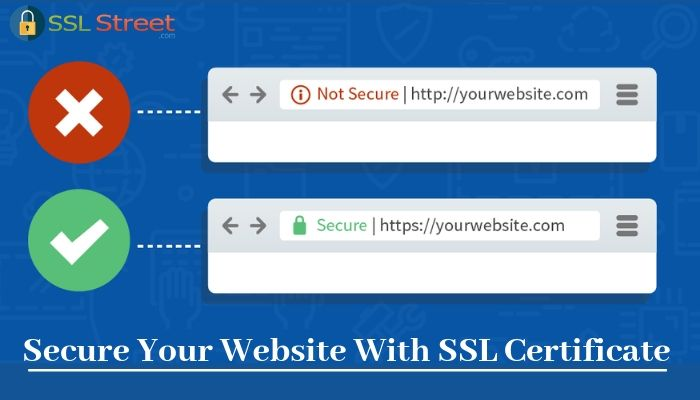 SSL Street
.com
Not Secure | http://yourwebsite.com
Secure | https://yourwebsite.com
Secure Your Website With SSL Certificate